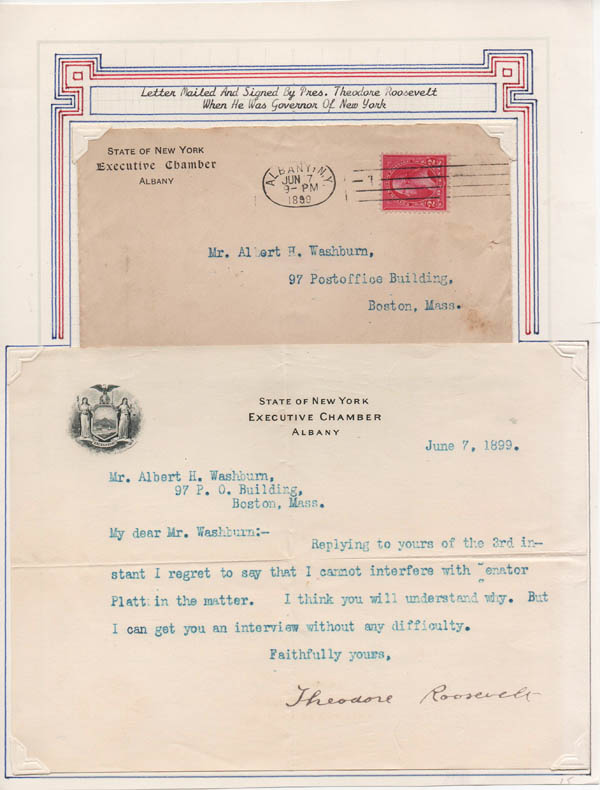 Letter Mailed And Signed By Pres. Theodore Roosevelt
When He Was Governor Of New York
STATE OF NEW YORK
Executive Chamber
ALBANY
ALBANY, N.Y.
JUN 7
9-PM
1899
7
2 2
Mr. Albert H. Washburn,
97 Postoffice Building,
Boston, Mass.
STATE OF NEW YORK
EXECUTIVE CHAMBER
ALBANY
June 7, 1899.
Mr. Albert H. Washburn,
97 P. O. Building,
Boston, Mass.
My dear Mr. Washburn:--
Replying to yours of the 3rd in-
stant I regret to say that I cannot interfere with Senator
Platt in the matter. I think you will understand why. But
I can get you an interview without any difficulty.
Faithfully yours,
Theodore Roosevelt
15